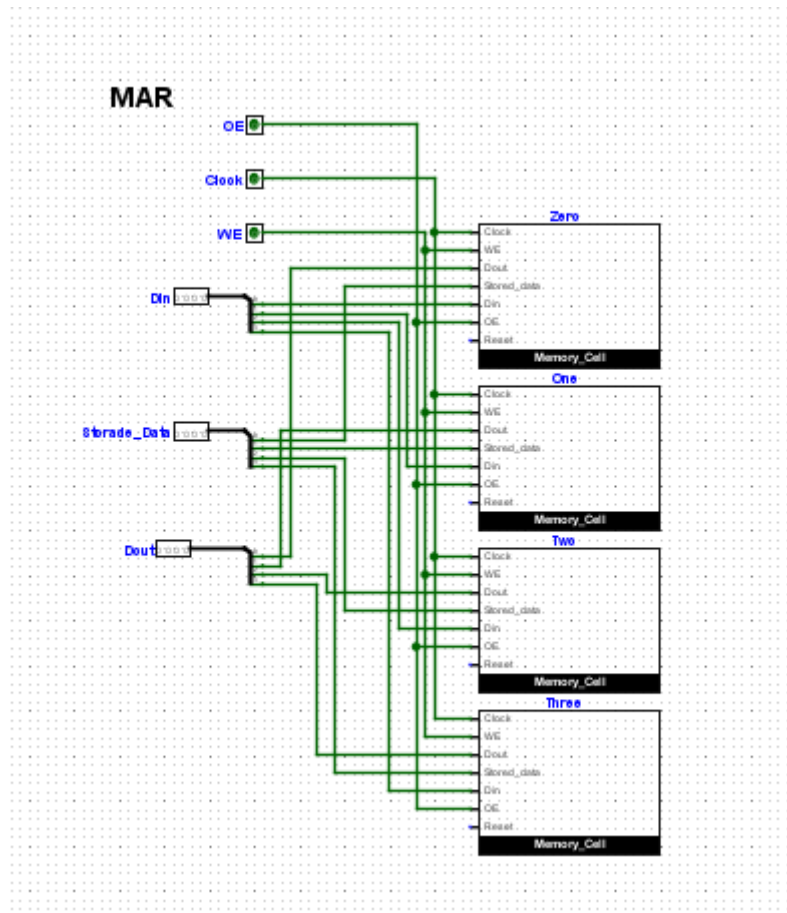 MAR
OE
Clock
WE
Din
Storade_Data
Dout
Zero
Clock
WE
Dout
Stored_data
Din
OE
Reset
Memory_Cell
One
Clock
WE
Dout
Stored_data
Din
OE
Reset
Memory_Cell
Two
Clock
WE
Dout
Stored_data
Din
OE
Reset
Memory_Cell
Three
Clock
WE
Dout
Stored_data
Din
OE
Reset
Memory_Cell